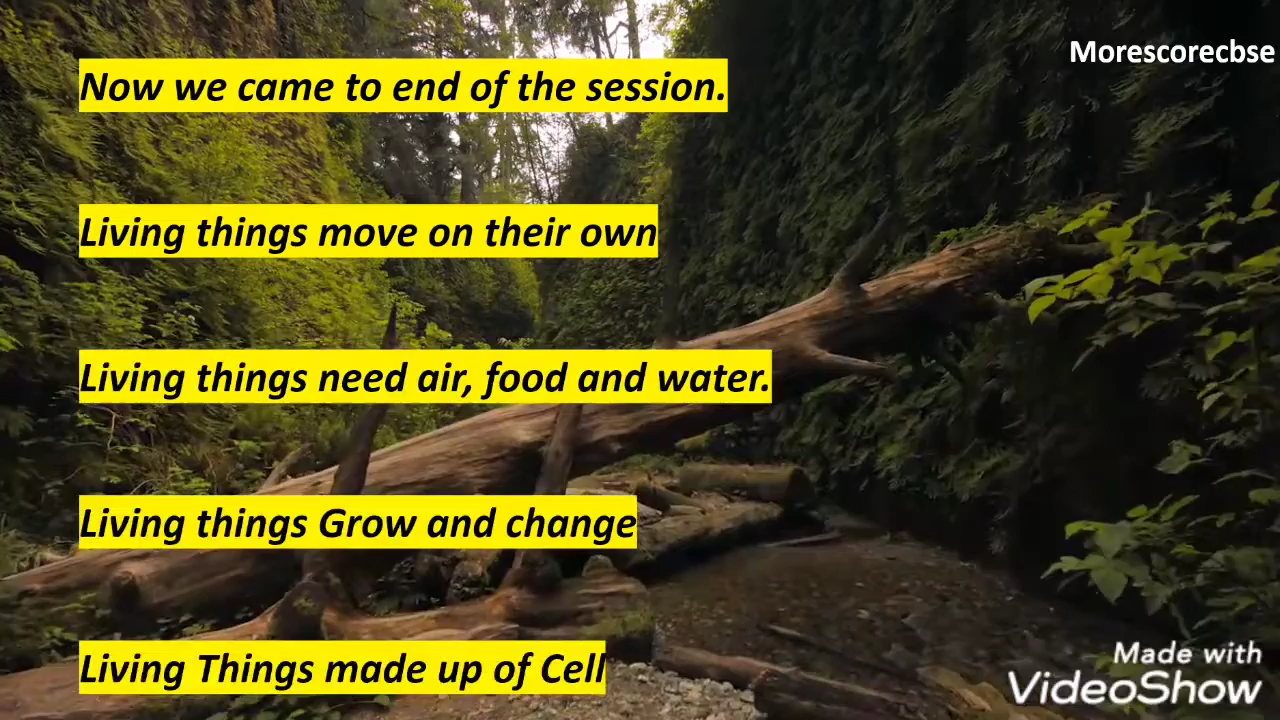 Morescorecbse
Now we came to end of the session.
Living things move on their own
Living things need air, food and water.
Living things Grow and change
Living Things made up of Cell
Made with
VideoShow